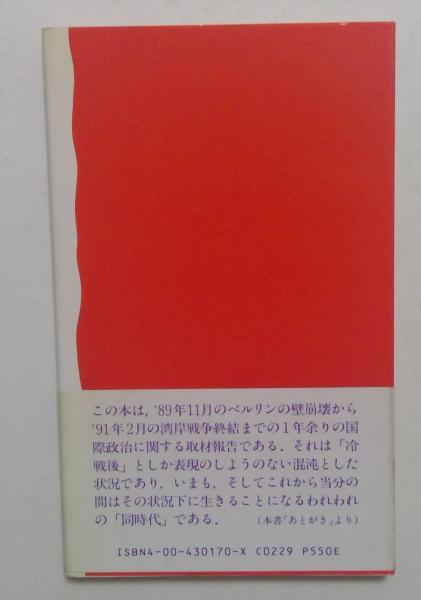 この本は，'89年11月のベルリンの壁崩壊から
'91年2月の湾岸戦争終結までの1年余りの国
際政治に関する取材報告である．それは「冷
戦後」としか表現のしようのない混沌とした
状況であり，いまも，そしてこれから当分の
間はその状況下に生きることになるわれわれ
の「同時代」である．　（本書「あとがき」より）
ISBN4-00-430170-X C0229 P550E